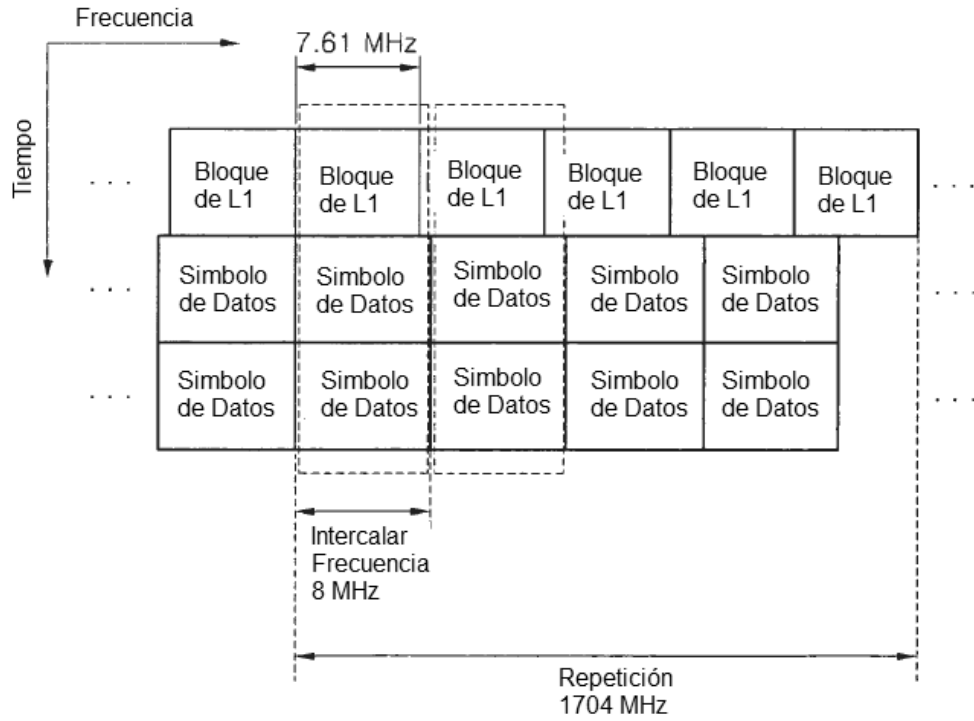 Frecuencia
7.61 MHz
Tiempo
. . .
Bloque
de L1
Bloque
de L1
Bloque
de L1
Bloque
de L1
Bloque
de L1
Bloque
de L1
. . .
. . .
Simbolo
de Datos
Simbolo
de Datos
Simbolo
de Datos
Simbolo
de Datos
Simbolo
de Datos
. . .
. . .
Simbolo
de Datos
Simbolo
de Datos
Simbolo
de Datos
Simbolo
de Datos
Simbolo
de Datos
. . .
Intercalar
Frecuencia
8 MHz
Repetición
1704 MHz